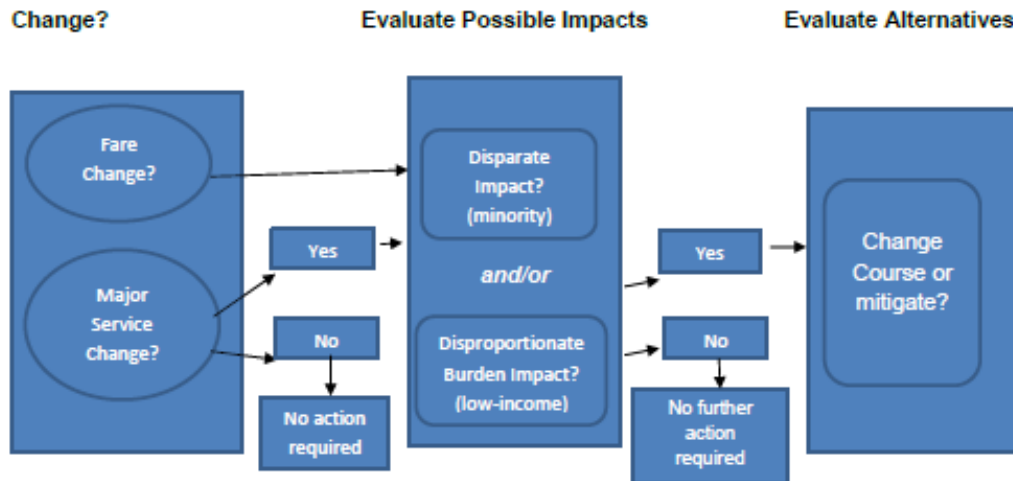 Change?
Evaluate Possible Impacts
Evaluate Alternatives
Fare
Change?
Major
Service
Change?
Yes
No
No action
required
Disparate
Impact?
(minority)
and/or
Disproportionate
Burden Impact?
(low-income)
Yes
No
No further
action
required
Change
Course or
mitigate?